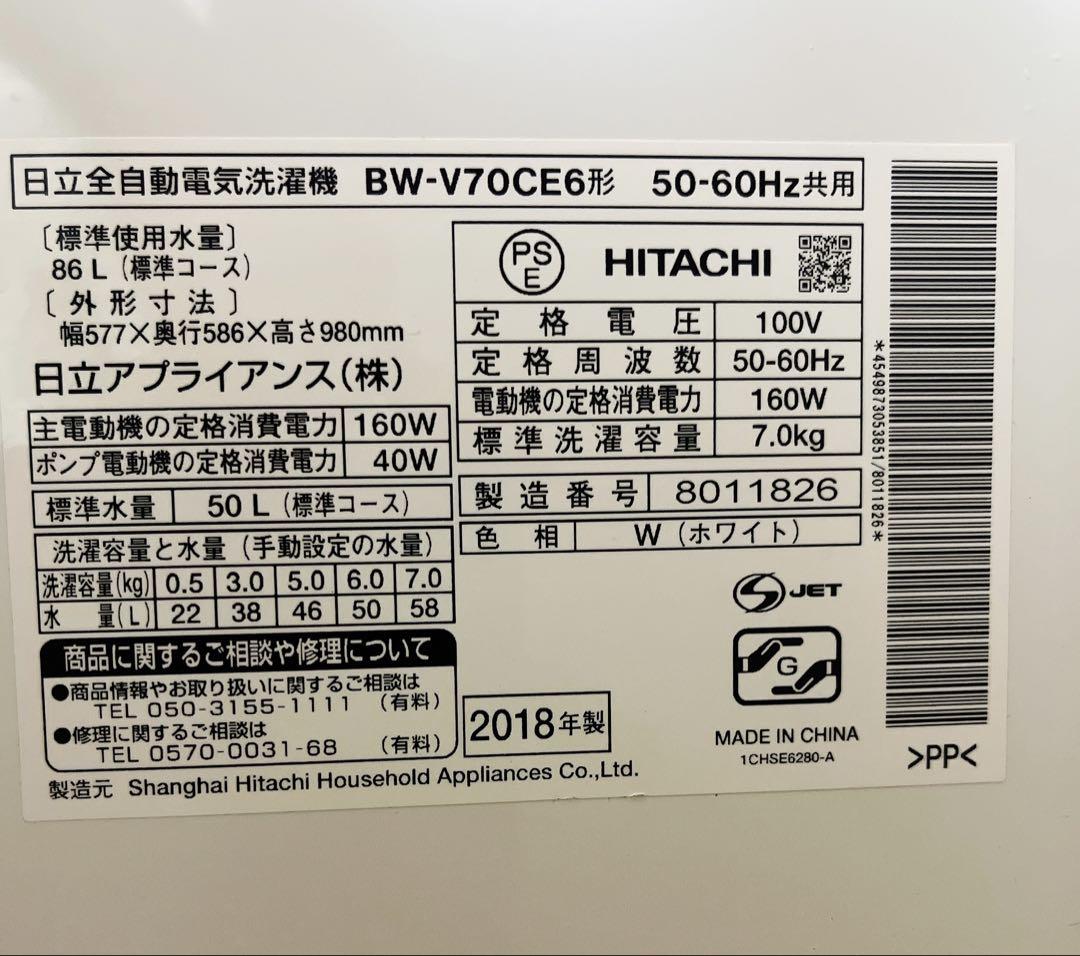 日立全自動電気洗濯機 BW-V70CE6形 50-60Hz共用
〔標準使用水量〕
86 L (標準コース)
〔外形寸法〕
幅577×奥行586×高さ980mm
日立アプライアンス(株)
主電動機の定格消費電力 160W
ポンプ電動機の定格消費電力 40W
標準水量 50 L (標準コース)
洗濯容量と水量 (手動設定の水量)
洗濯容量(kg) 0.5 3.0 5.0 6.0 7.0
水量(L) 22 38 46 50 58
商品に関するご相談や修理について
●商品情報やお取り扱いに関するご相談は
TEL 050-3155-1111 (有料)
●修理に関するご相談は
TEL 0570-0031-68 (有料)
製造元 Shanghai Hitachi Household Appliances Co.,Ltd.
PS
E
HITACHI
定格電圧 100V
定格周波数 50-60Hz
電動機の定格消費電力 160W
標準洗濯容量 7.0kg
製造番号 8011826
色相 W (ホワイト)
S JET
G
2018年製
MADE IN CHINA
1CHSE6280-A
*4549873053851/8011826*
>PP<